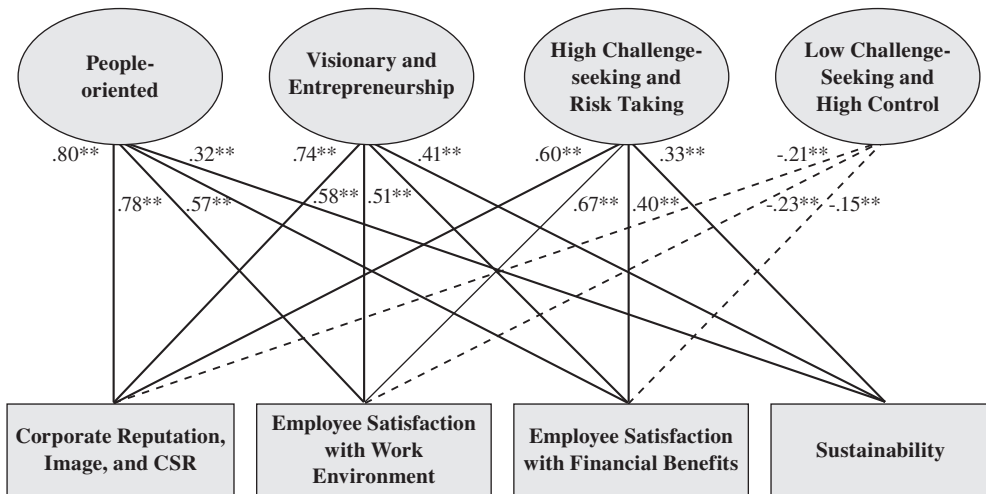 People-
oriented
Visionary and
Entrepreneurship
High Challenge-
seeking and
Risk Taking
Low Challenge-
Seeking and
High Control
.80** .32** .74** .41** .60** .33** -.21**
.78** .57** .58** .51** .67** .40** -.23** -.15**
Corporate Reputation,
Image, and CSR
Employee Satisfaction
with Work
Environment
Employee Satisfaction
with Financial Benefits
Sustainability